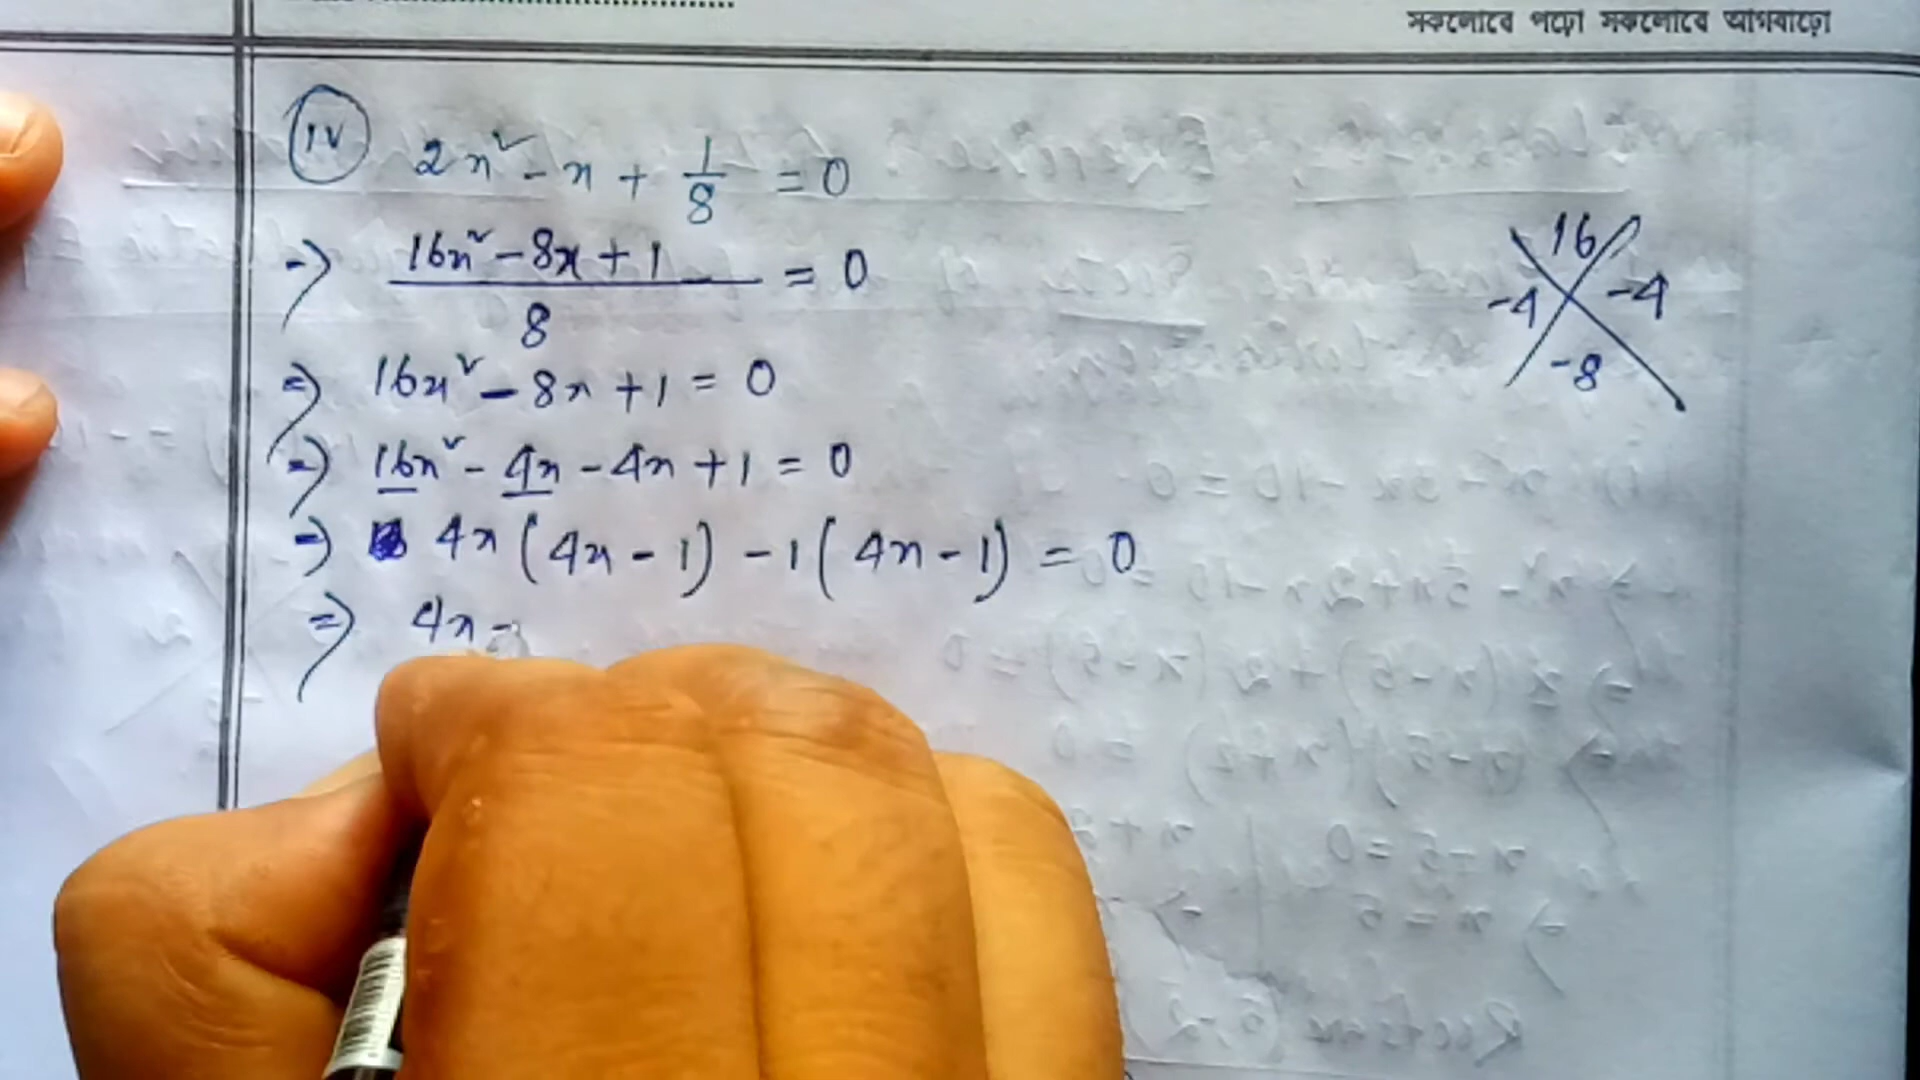 সকলোৱে পঢ়ো সকলোৱে আগবাঢ়ো
(iv) 2x² - x + 1/8 = 0
⇒ (16x² - 8x + 1)/8 = 0
⇒ 16x² - 8x + 1 = 0
⇒ 16x² - 4x - 4x + 1 = 0
⇒ 4x (4x - 1) - 1 (4x - 1) = 0
⇒ 4x -
16
-4 -4
-8